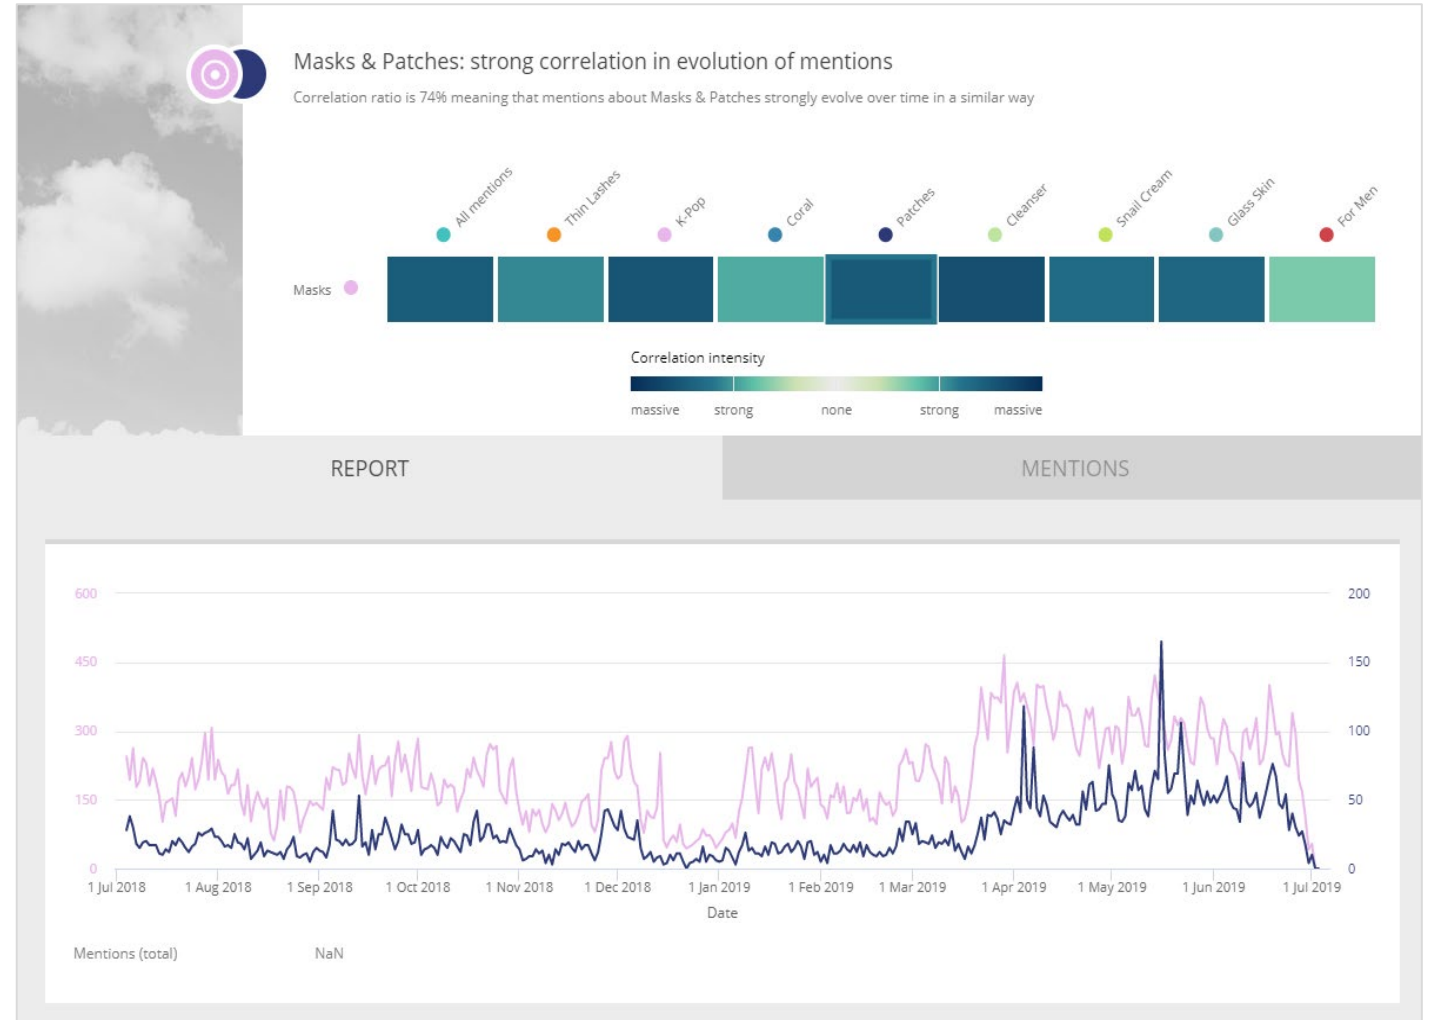 Masks & Patches: strong correlation in evolution of mentions
Correlation ratio is 74% meaning that mentions about Masks & Patches strongly evolve over time in a similar way
All mentions
Thin Lashes
K-Pop
Coral
Patches
Cleanser
Snail Cream
Glass Skin
For Men
Masks
Correlation intensity
massive strong none strong massive
REPORT MENTIONS
600 200
450 150
300 100
150 50
0 0
1 Jul 2018 1 Aug 2018 1 Sep 2018 1 Oct 2018 1 Nov 2018 1 Dec 2018 1 Jan 2019 1 Feb 2019 1 Mar 2019 1 Apr 2019 1 May 2019 1 Jun 2019 1 Jul 2019
Date
Mentions (total) NaN